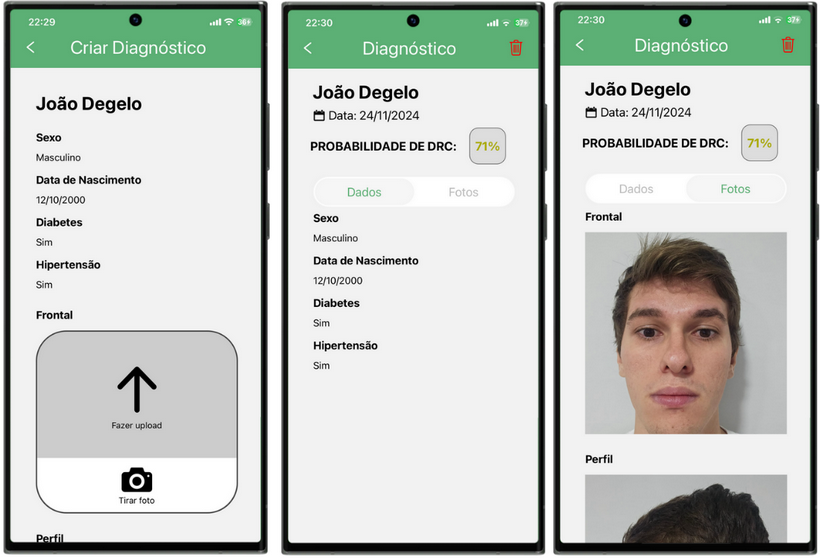 22:29
36
Criar Diagnóstico
João Degelo
Sexo
Masculino
Data de Nascimento
12/10/2000
Diabetes
Sim
Hipertensão
Sim
Frontal
Fazer upload
Tirar foto
Perfil
22:30
37
Diagnóstico
João Degelo
Data: 24/11/2024
PROBABILIDADE DE DRC: 71%
Dados Fotos
Sexo
Masculino
Data de Nascimento
12/10/2000
Diabetes
Sim
Hipertensão
Sim
22:30
37
Diagnóstico
João Degelo
Data: 24/11/2024
PROBABILIDADE DE DRC: 71%
Dados Fotos
Frontal
Perfil